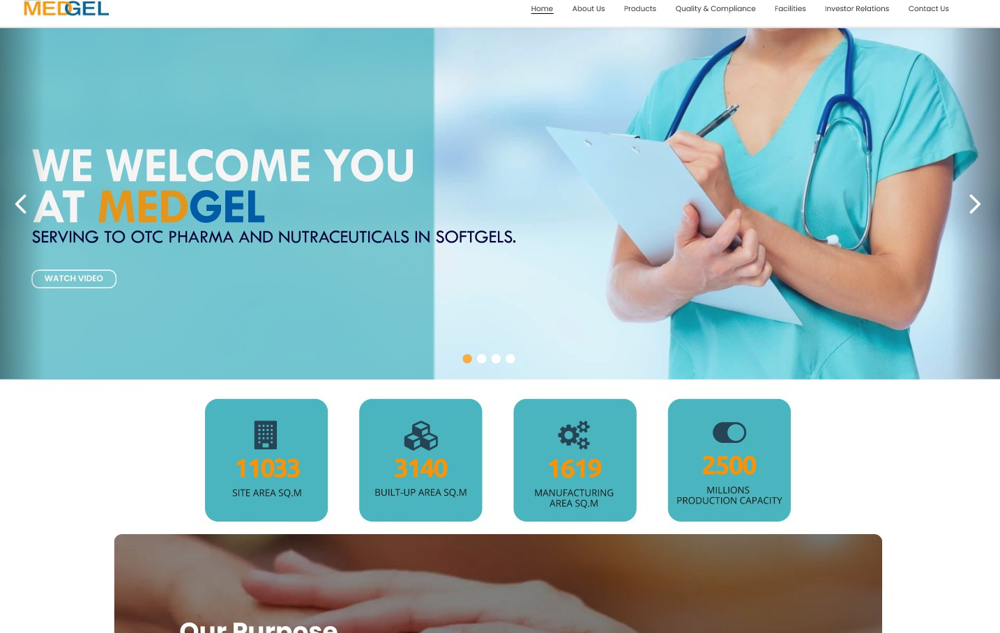 MEDGEL
Home About Us Products Quality & Compliance Facilities Investor Relations Contact Us
WE WELCOME YOU
AT MEDGEL
SERVING TO OTC PHARMA AND NUTRACEUTICALS IN SOFTGELS.
WATCH VIDEO
11033
SITE AREA SQ.M
3140
BUILT-UP AREA SQ.M
1619
MANUFACTURING
AREA SQ.M
2500
MILLIONS
PRODUCTION CAPACITY
Our Purpose